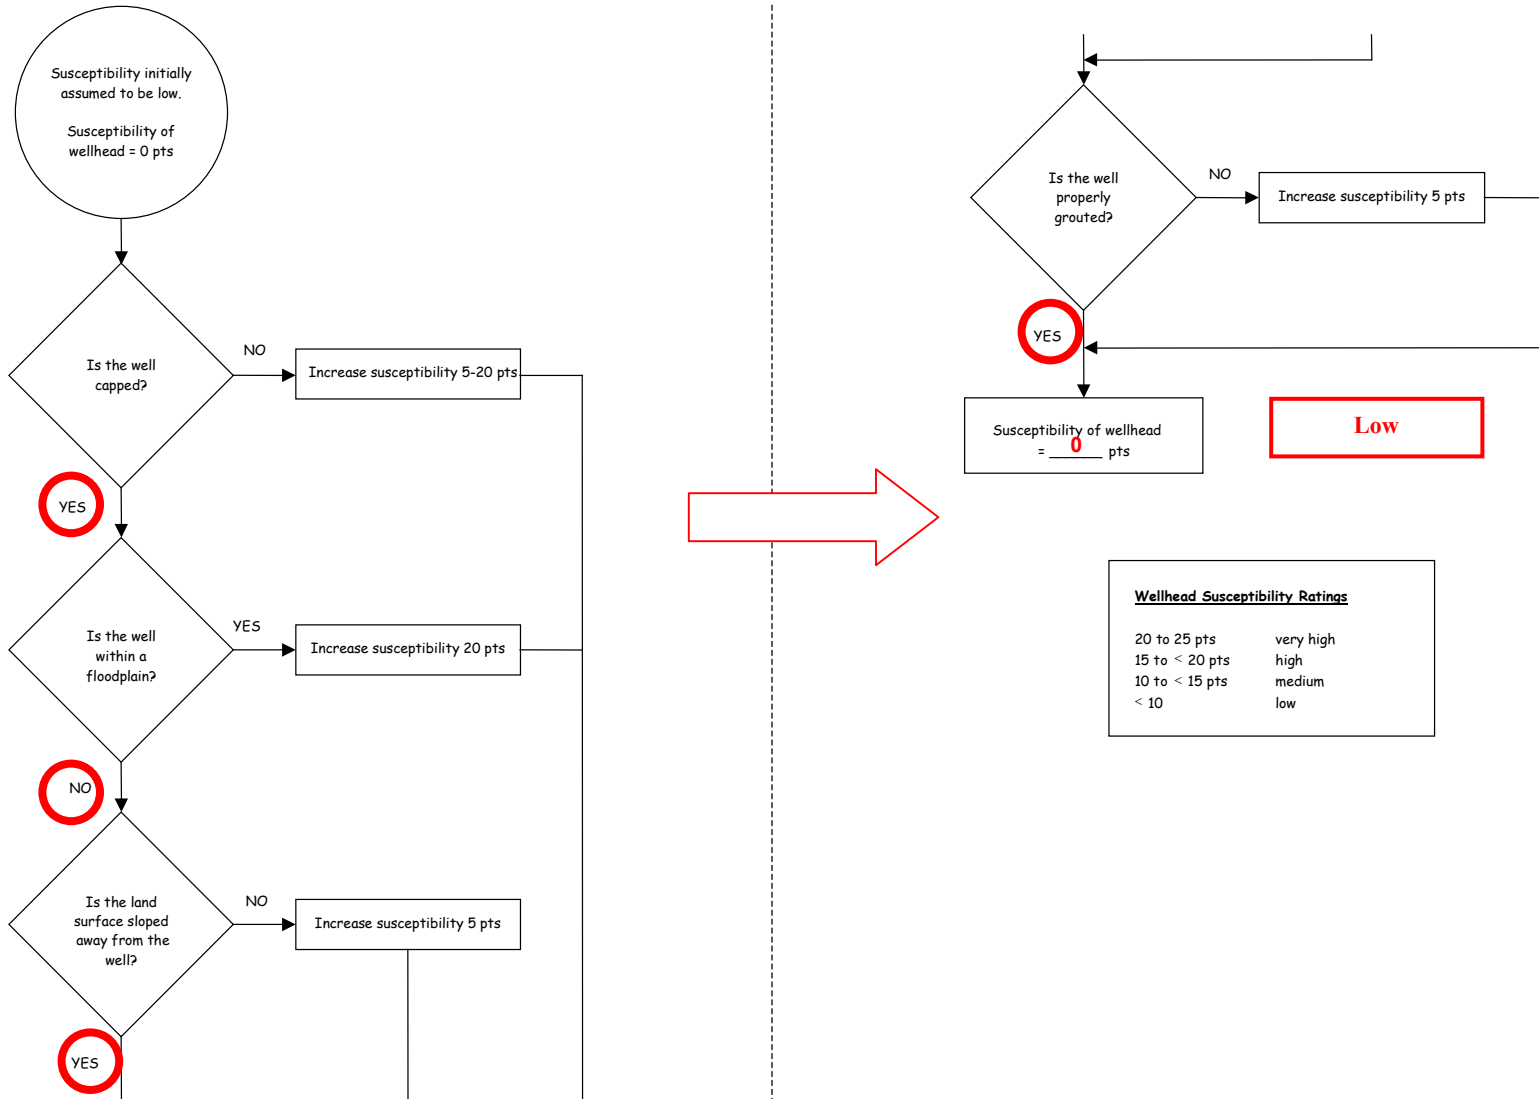 Susceptibility initially
assumed to be low.
Susceptibility of
wellhead = 0 pts
Is the well
capped?
NO
Increase susceptibility 5-20 pts
YES
Is the well
within a
floodplain?
YES
Increase susceptibility 20 pts
NO
Is the land
surface sloped
away from the
well?
NO
Increase susceptibility 5 pts
YES
Is the well
properly
grouted?
NO
Increase susceptibility 5 pts
YES
Susceptibility of wellhead
= ______ pts
0
Low
Wellhead Susceptibility Ratings
20 to 25 pts very high
15 to < 20 pts high
10 to < 15 pts medium
< 10 low